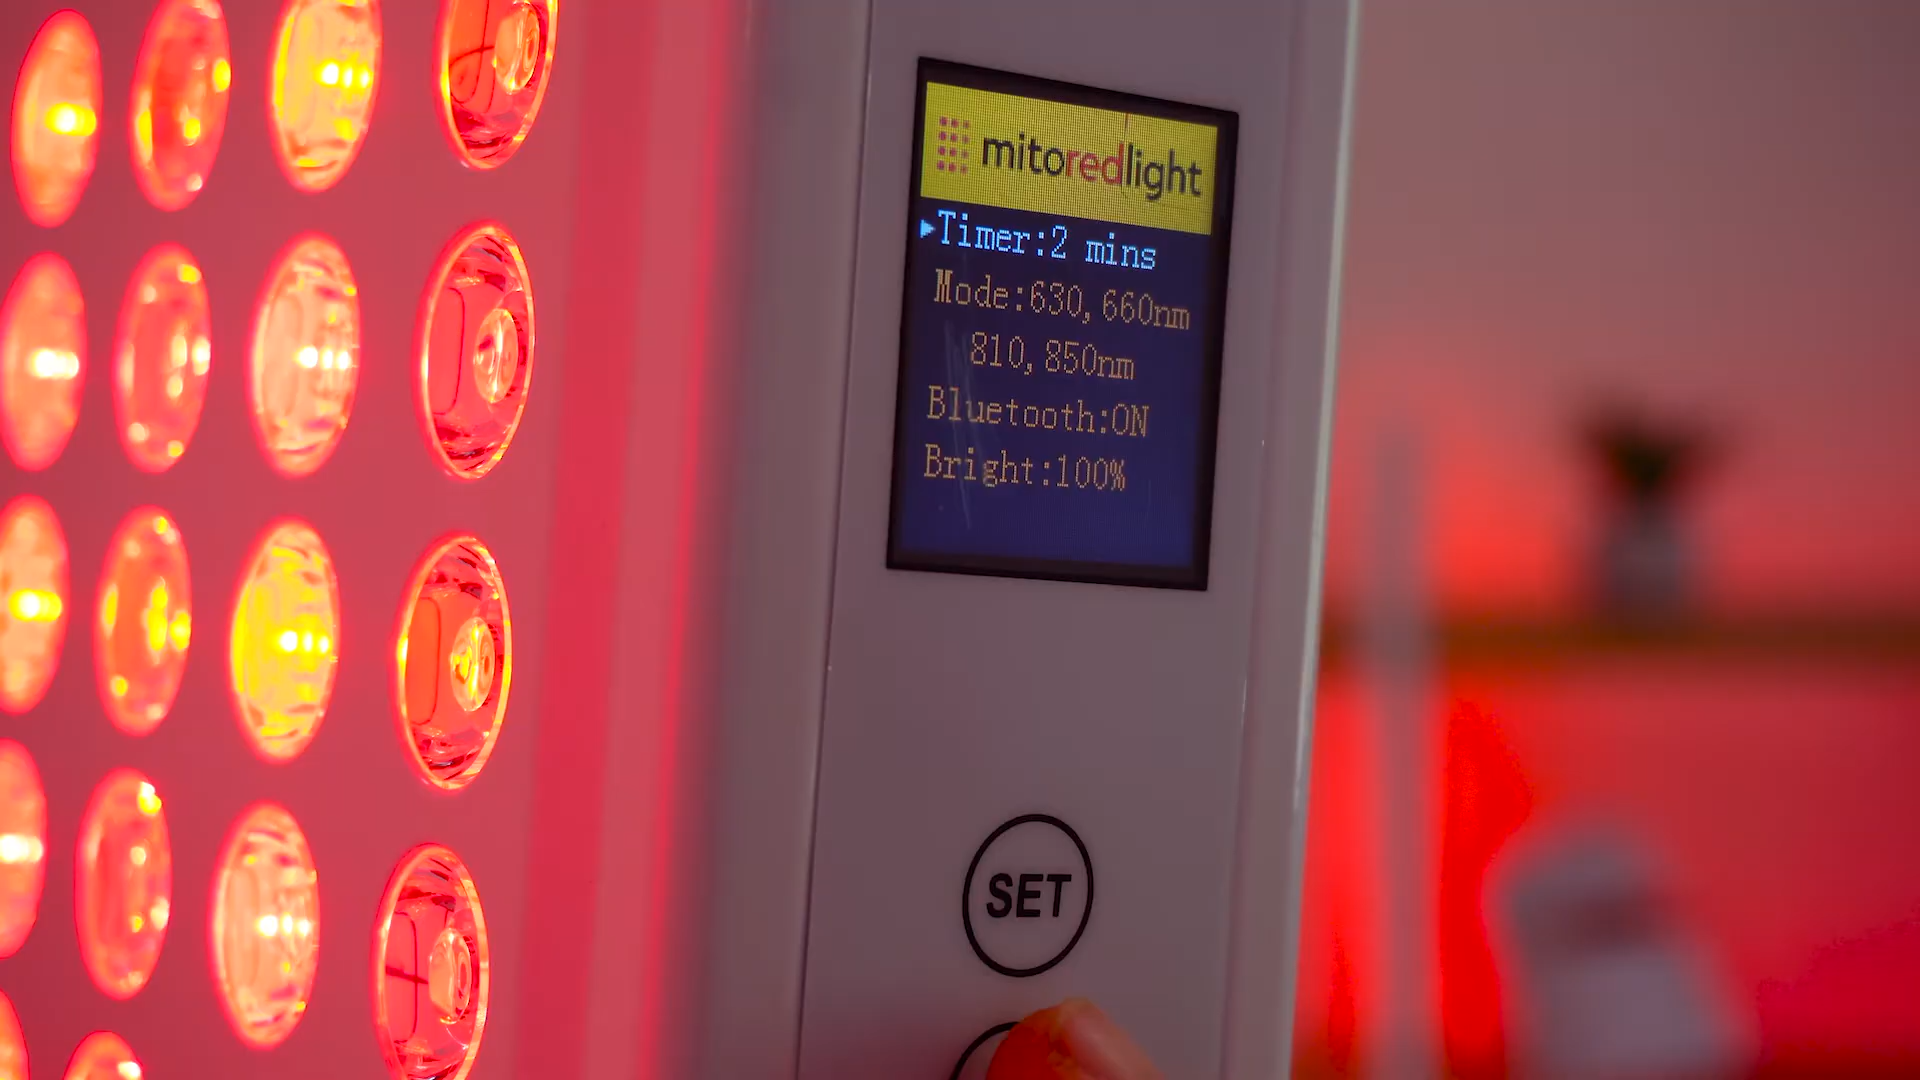 mitoredlight
▶Timer:2 mins
Mode:630,660nm
810,850nm
Bluetooth:ON
Bright:100%
SET